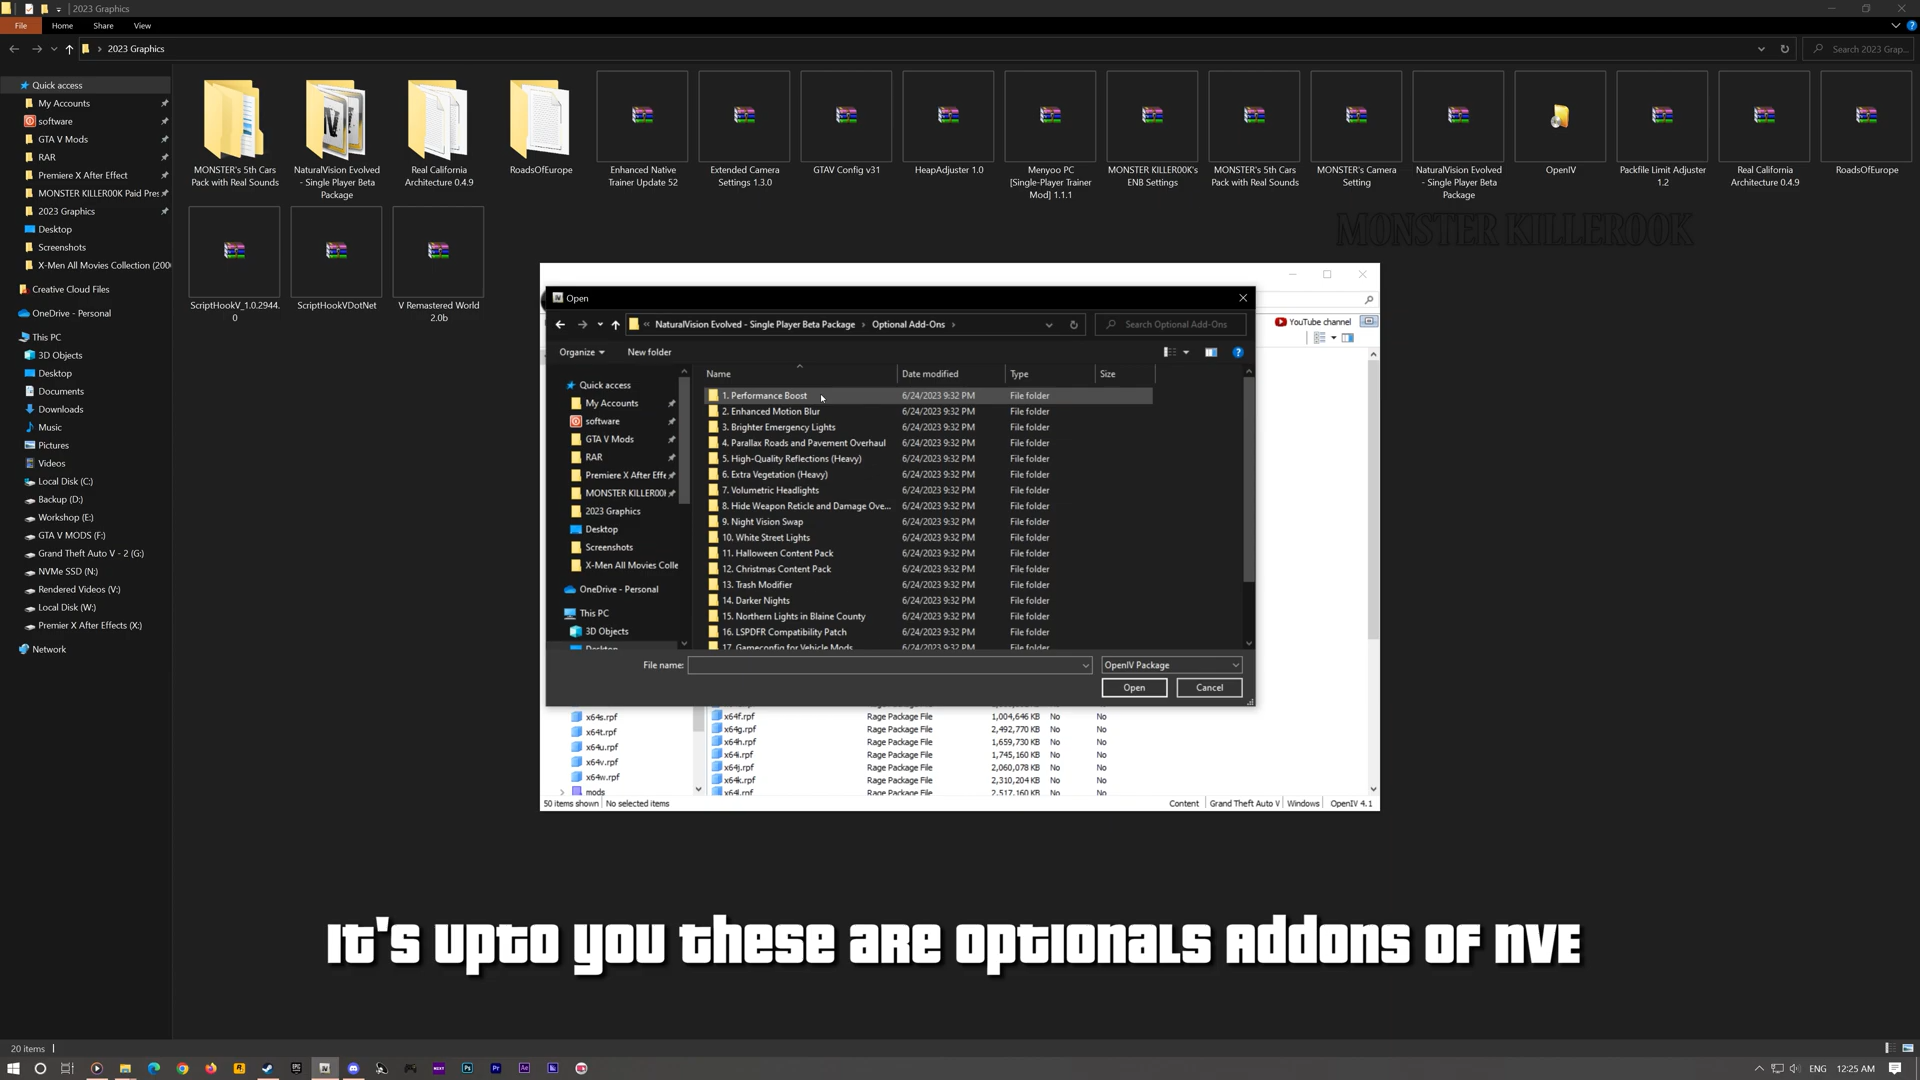 2023 Graphics
File Home Share View
2023 Graphics
Search 2023 Grap...
Quick access
My Accounts
software
GTA V Mods
RAR
Premiere X After Effect
MONSTER KILLER00K Paid Pres
2023 Graphics
Desktop
Screenshots
X-Men All Movies Collection (200
Creative Cloud Files
OneDrive - Personal
This PC
3D Objects
Desktop
Documents
Downloads
Music
Pictures
Videos
Local Disk (C:)
Backup (D:)
Workshop (E:)
GTA V MODS (F:)
Grand Theft Auto V - 2 (G:)
NVMe SSD (N:)
Rendered Videos (V:)
Local Disk (W:)
Premier X After Effects (X:)
Network
MONSTER's 5th Cars Pack with Real Sounds
NaturalVision Evolved - Single Player Beta Package
Real California Architecture 0.4.9
RoadsOfEurope
Enhanced Native Trainer Update 52
Extended Camera Settings 1.3.0
GTAV Config v31
HeapAdjuster 1.0
Menyoo PC [Single-Player Trainer Mod] 1.1.1
MONSTER KILLER00K's ENB Settings
MONSTER's 5th Cars Pack with Real Sounds
MONSTER's Camera Setting
NaturalVision Evolved - Single Player Beta Package
OpenIV
Packfile Limit Adjuster 1.2
Real California Architecture 0.4.9
RoadsOfEurope
ScriptHookV_1.0.2944.0
ScriptHookVDotNet
V Remastered World 2.0b
MONSTER KILLER00K
Open
NaturalVision Evolved - Single Player Beta Package > Optional Add-Ons >
Search Optional Add-Ons
YouTube channel
Organize New folder
Name Date modified Type Size
Quick access
My Accounts
software
GTA V Mods
RAR
Premiere X After Effe
MONSTER KILLER00K
2023 Graphics
Desktop
Screenshots
X-Men All Movies Colle
OneDrive - Personal
This PC
3D Objects
Desktop
1. Performance Boost 6/24/2023 9:32 PM File folder
2. Enhanced Motion Blur 6/24/2023 9:32 PM File folder
3. Brighter Emergency Lights 6/24/2023 9:32 PM File folder
4. Parallax Roads and Pavement Overhaul 6/24/2023 9:32 PM File folder
5. High-Quality Reflections (Heavy) 6/24/2023 9:32 PM File folder
6. Extra Vegetation (Heavy) 6/24/2023 9:32 PM File folder
7. Volumetric Headlights 6/24/2023 9:32 PM File folder
8. Hide Weapon Reticle and Damage Ove... 6/24/2023 9:32 PM File folder
9. Night Vision Swap 6/24/2023 9:32 PM File folder
10. White Street Lights 6/24/2023 9:32 PM File folder
11. Halloween Content Pack 6/24/2023 9:32 PM File folder
12. Christmas Content Pack 6/24/2023 9:32 PM File folder
13. Trash Modifier 6/24/2023 9:32 PM File folder
14. Darker Nights 6/24/2023 9:32 PM File folder
15. Northern Lights in Blaine County 6/24/2023 9:32 PM File folder
16. LSPDFR Compatibility Patch 6/24/2023 9:32 PM File folder
17. Gameconfig for Vehicle Mods 6/24/2023 9:32 PM File folder
File name: OpenIV Package
Open Cancel
x64s.rpf
x64t.rpf
x64u.rpf
x64v.rpf
x64w.rpf
mods
x64f.rpf Rage Package File 1,004,646 KB No No
x64g.rpf Rage Package File 2,492,770 KB No No
x64h.rpf Rage Package File 1,659,730 KB No No
x64i.rpf Rage Package File 1,745,160 KB No No
x64j.rpf Rage Package File 2,060,078 KB No No
x64k.rpf Rage Package File 2,310,204 KB No No
x64l.rpf Rage Package File 2,517,160 KB No No
50 items shown No selected items Content Grand Theft Auto V Windows OpenIV 4.1
It's upto you these are optionals addons of NVE
20 items
ENG 12:25 AM